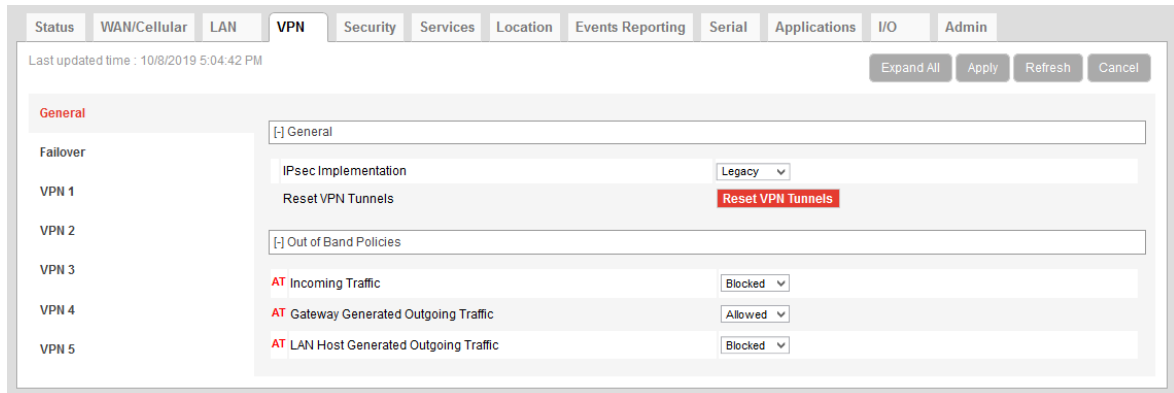 Status WAN/Cellular LAN VPN Security Services Location Events Reporting Serial Applications I/O Admin
Last updated time : 10/8/2019 5:04:42 PM
Expand All Apply Refresh Cancel
General
[-] General
Failover
IPsec Implementation Legacy
VPN 1
Reset VPN Tunnels Reset VPN Tunnels
VPN 2
[-] Out of Band Policies
VPN 3
AT Incoming Traffic Blocked
VPN 4
AT Gateway Generated Outgoing Traffic Allowed
VPN 5
AT LAN Host Generated Outgoing Traffic Blocked